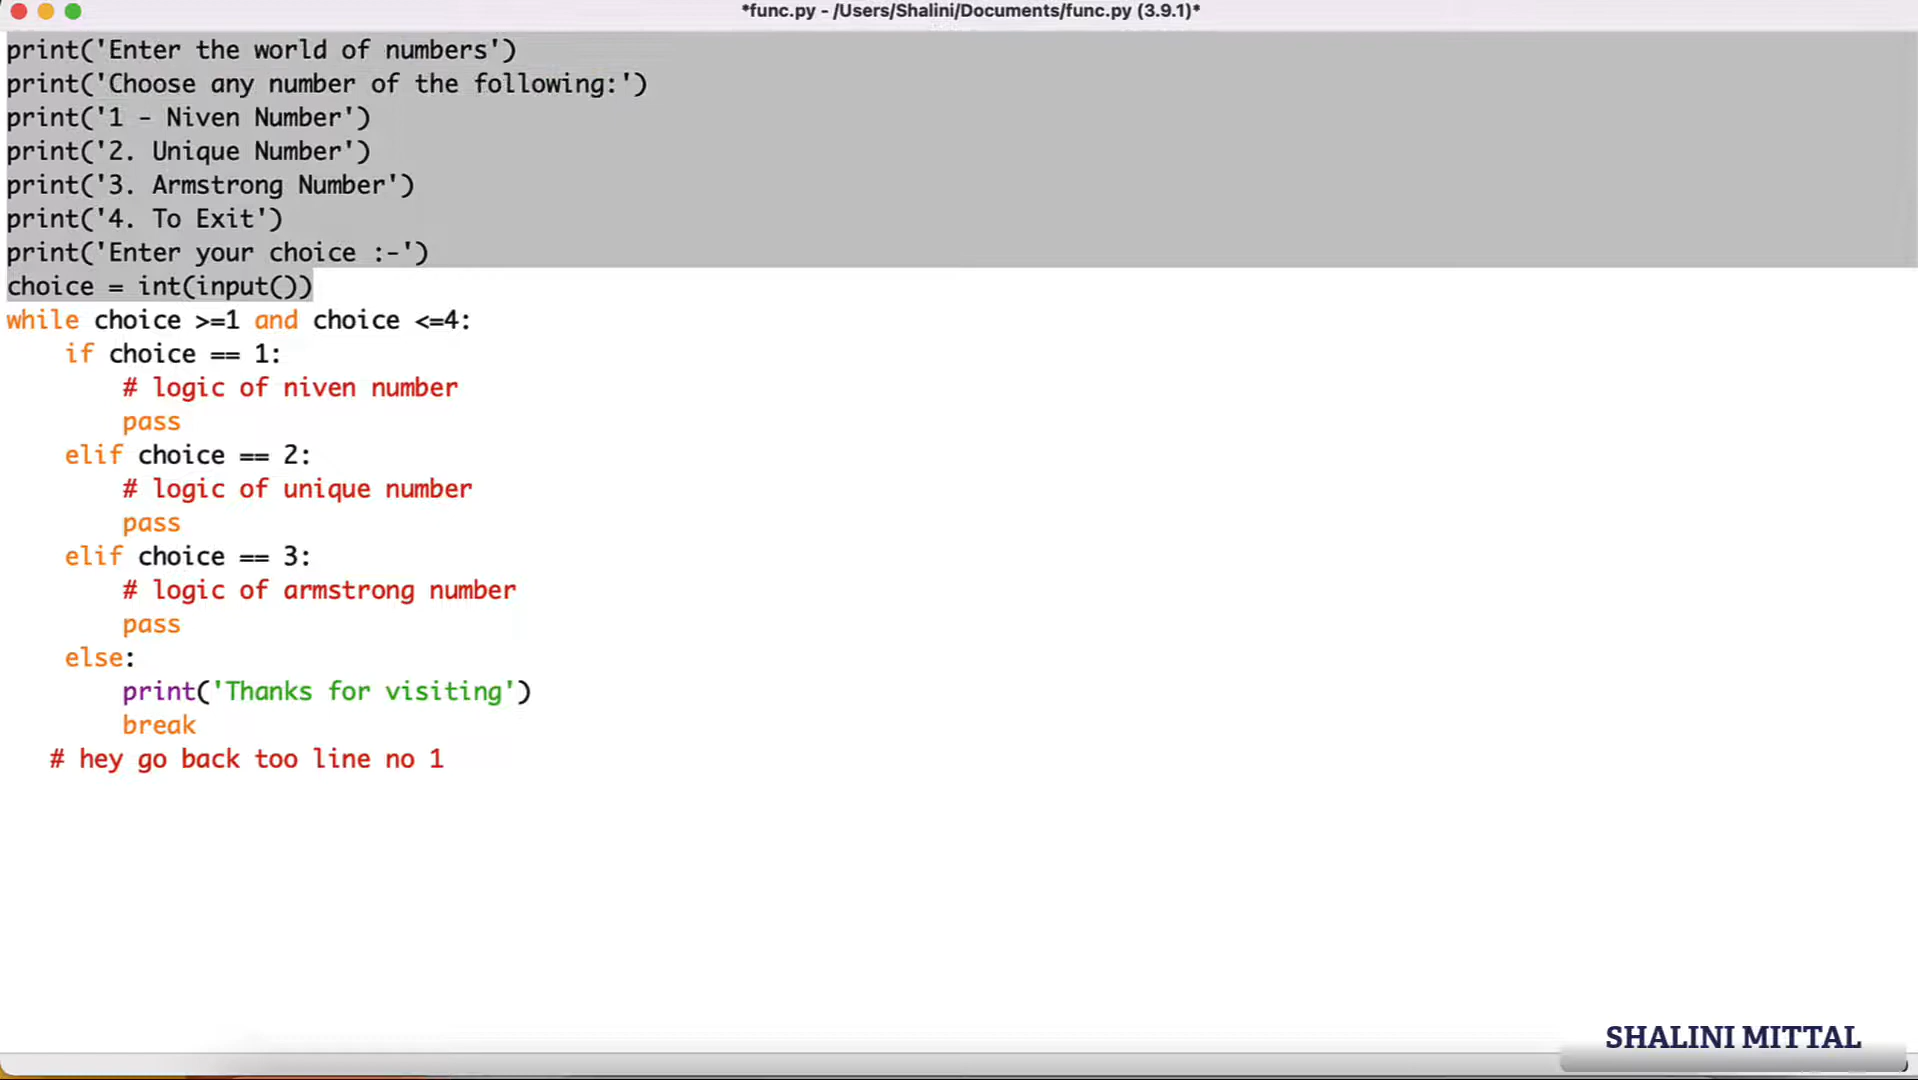 *func.py - /Users/Shalini/Documents/func.py (3.9.1)*
print('Enter the world of numbers')
print('Choose any number of the following:')
print('1 - Niven Number')
print('2. Unique Number')
print('3. Armstrong Number')
print('4. To Exit')
print('Enter your choice :-')
choice = int(input())
while choice >=1 and choice <=4:
    if choice == 1:
        # logic of niven number
        pass
    elif choice == 2:
        # logic of unique number
        pass
    elif choice == 3:
        # logic of armstrong number
        pass
    else:
        print('Thanks for visiting')
        break
   # hey go back too line no 1
SHALINI MITTAL